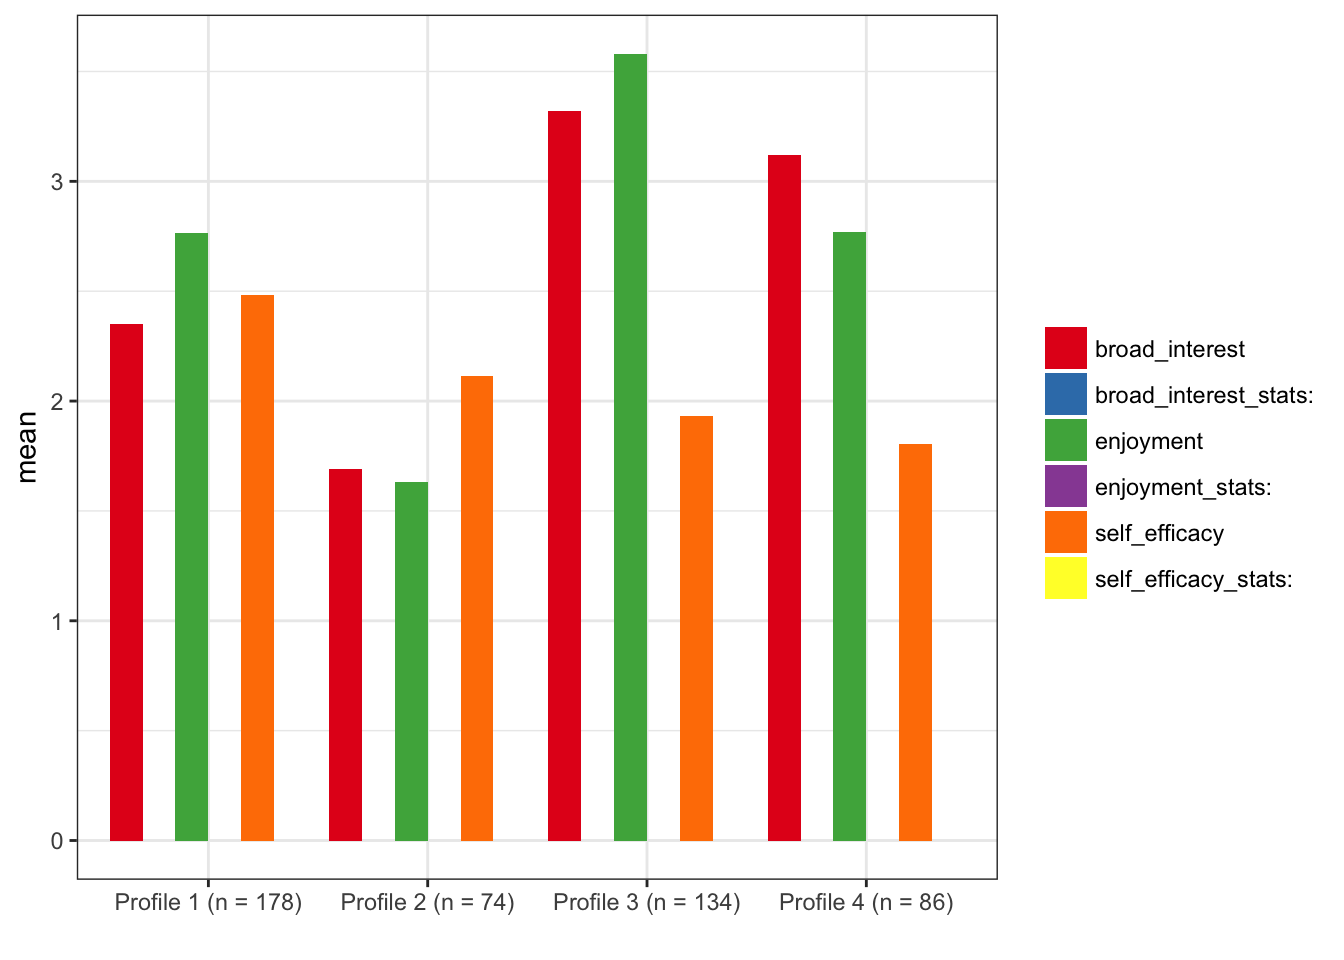 mean
3
2
1
0
Profile 1 (n = 178)
Profile 2 (n = 74)
Profile 3 (n = 134)
Profile 4 (n = 86)
broad_interest
broad_interest_stats:
enjoyment
enjoyment_stats:
self_efficacy
self_efficacy_stats: